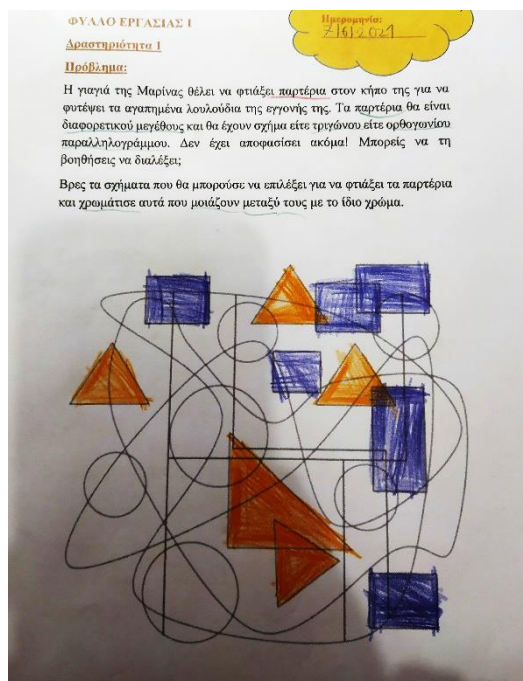 ΦΥΛΛΟ ΕΡΓΑΣΙΑΣ 1
Ημερομηνία:
7/6/2021
Δραστηριότητα 1
Πρόβλημα:
Η γιαγιά της Μαρίνας θέλει να φτιάξει παρτέρια στον κήπο της για να
φυτέψει τα αγαπημένα λουλούδια της εγγονής της. Τα παρτέρια θα είναι
διαφορετικού μεγέθους και θα έχουν σχήμα είτε τριγώνου είτε ορθογωνίου
παραλληλογράμμου. Δεν έχει αποφασίσει ακόμα! Μπορείς να τη
βοηθήσεις να διαλέξει;
Βρες τα σχήματα που θα μπορούσε να επιλέξει για να φτιάξει τα παρτέρια
και χρωμάτισε αυτά που μοιάζουν μεταξύ τους με το ίδιο χρώμα.